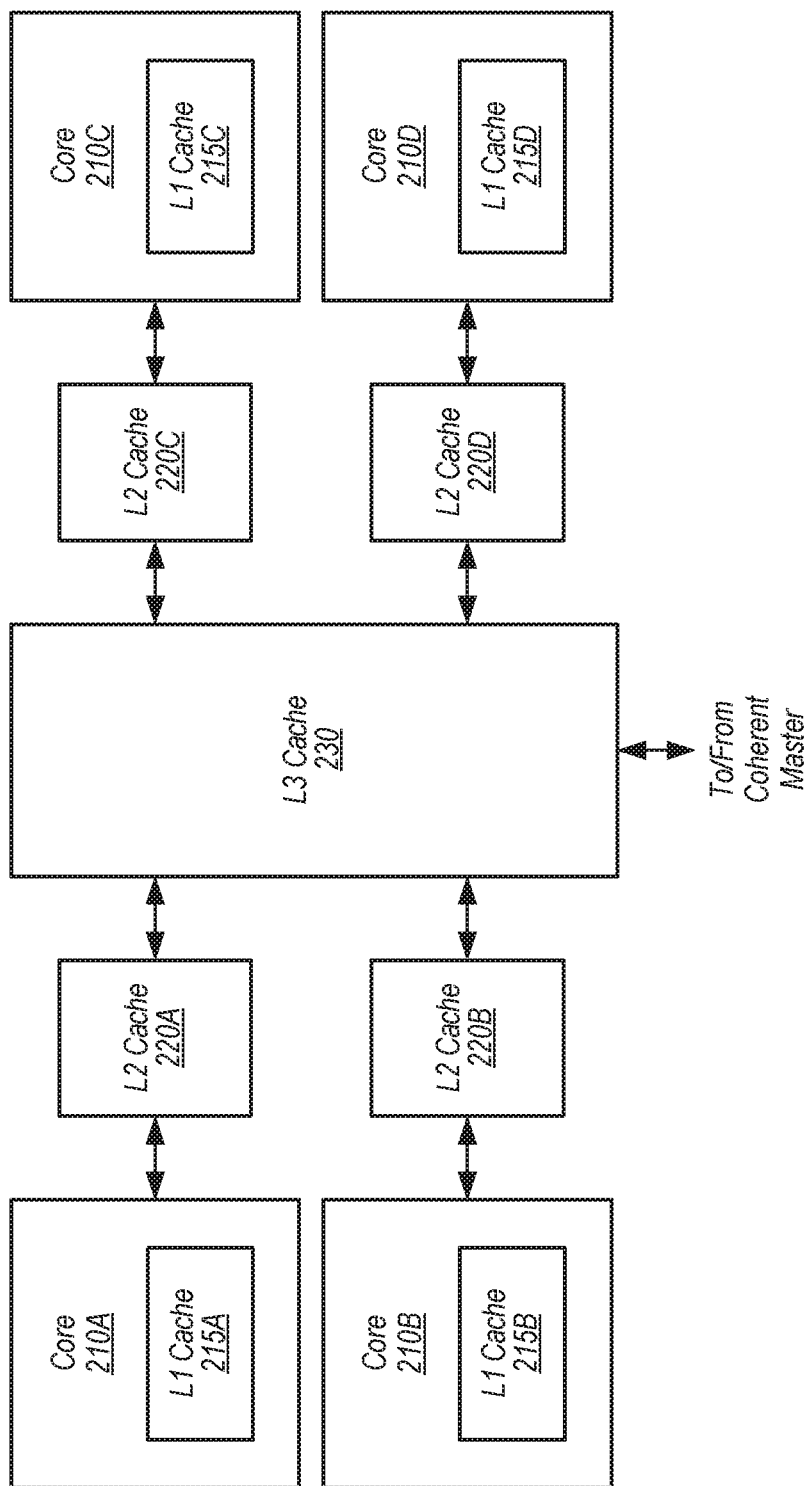 Core
210A
L1 Cache
215A
L2 Cache
220A
Core
210B
L1 Cache
215B
L2 Cache
220B
L3 Cache
230
To/From
Coherent
Master
L2 Cache
220C
Core
210C
L1 Cache
215C
L2 Cache
220D
Core
210D
L1 Cache
215D